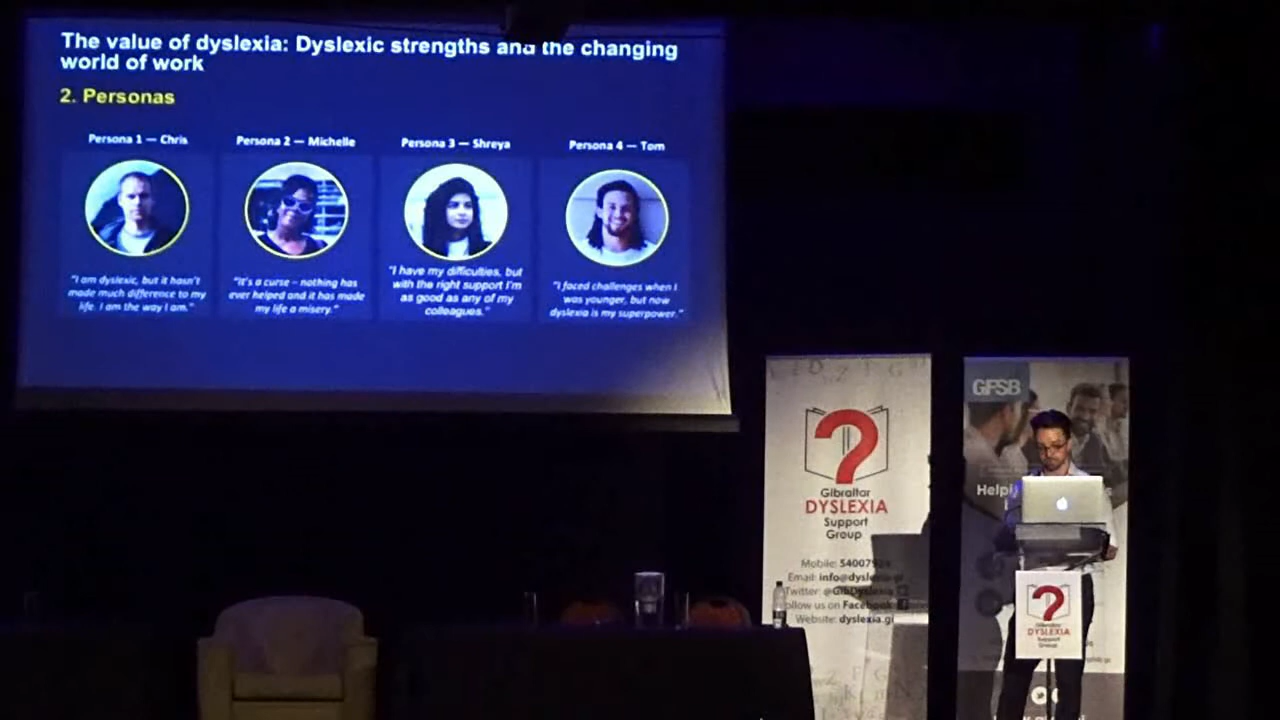 The value of dyslexia: Dyslexic strengths and the changing
world of work
2. Personas
Persona 1 — Chris
"I am dyslexic, but it hasn't
made much difference to my
life. I am the way I am."
Persona 2 — Michelle
"It's a curse – nothing has
ever helped and it has made
my life a misery."
Persona 3 — Shreya
"I have my difficulties, but
with the right support I'm
as good as any of my
colleagues."
Persona 4 — Tom
"I faced challenges when I
was younger, but now
dyslexia is my superpower."
Gibraltar
DYSLEXIA
Support
Group
Mobile:
Email: info@dyslexia.gi
Twitter: @GibDyslexia
Follow us on Facebook
Website: dyslexia.gi
GFSB
Gibraltar
DYSLEXIA
Support
Group